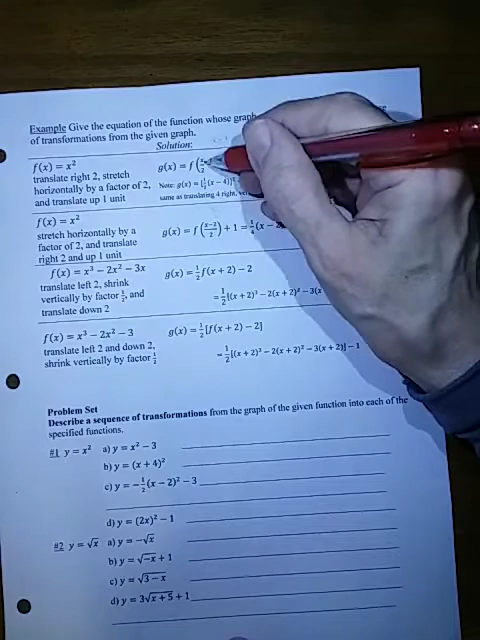 Example Give the equation of the function whose graph
of transformations from the given graph.
Solution:
f(x) = x²
translate right 2, stretch
horizontally by a factor of 2,
and translate up 1 unit
g(x) = f(
Note: g(x) = [½(x − 4)]²
same as translating 4 right,
f(x) = x²
stretch horizontally by a
factor of 2, and translate
right 2 and up 1 unit
g(x) = f((x−2)/2) + 1 = ¼(x − 2
f(x) = x³ − 2x² − 3x
translate left 2, shrink
vertically by factor ½, and
translate down 2
g(x) = ½f(x + 2) − 2
= ½[(x + 2)³ − 2(x + 2)² − 3(x
f(x) = x³ − 2x² − 3
translate left 2 and down 2,
shrink vertically by factor ½
g(x) = ½[f(x + 2) − 2]
= ½[(x + 2)³ − 2(x + 2)² − 3(x + 2)] − 1
Problem Set
Describe a sequence of transformations from the graph of the given function into each of the
specified functions.
#1 y = x² a) y = x² − 3
b) y = (x + 4)²
c) y = −½(x − 2)² − 3
d) y = (2x)² − 1
#2 y = √x a) y = −√x
b) y = √−x + 1
c) y = √3 − x
d) y = 3√x + 5 + 1